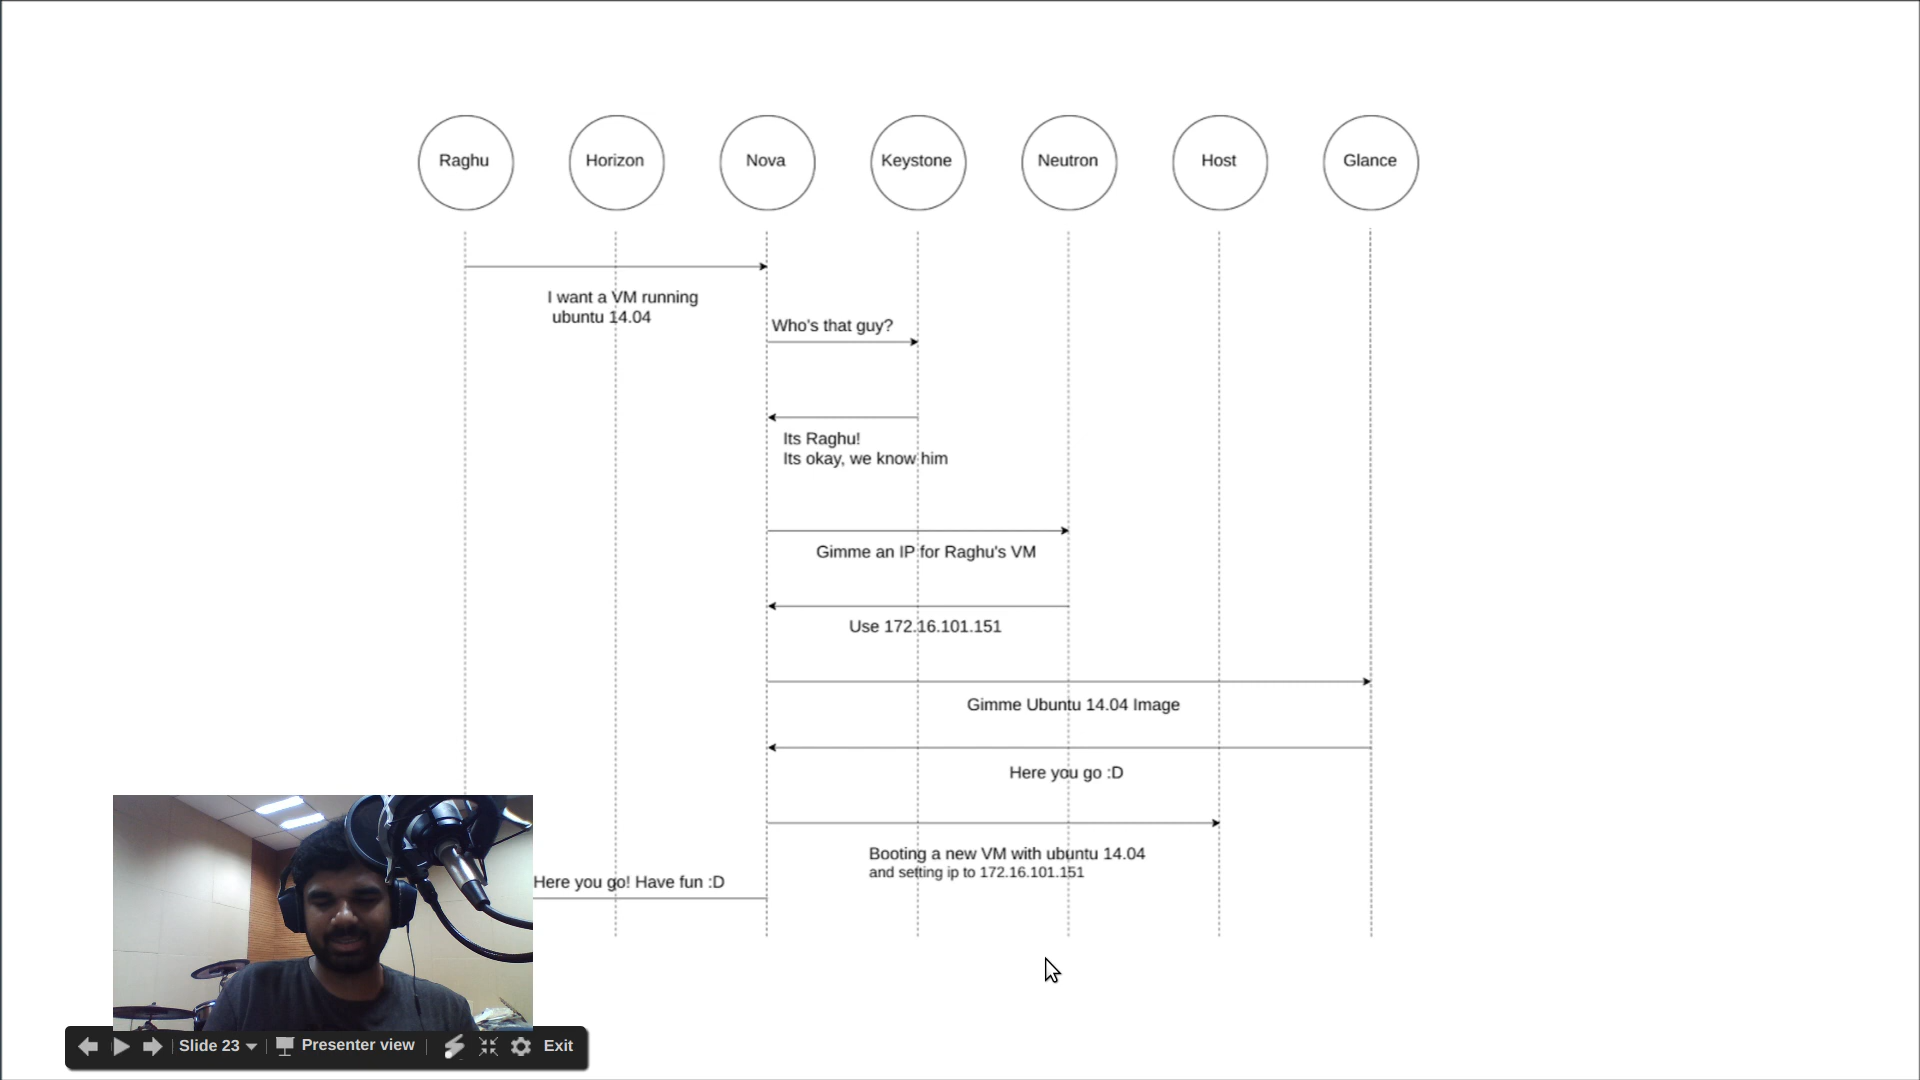 Raghu
Horizon
Nova
Keystone
Neutron
Host
Glance
I want a VM running
ubuntu 14.04
Who's that guy?
Its Raghu!
Its okay, we know him
Gimme an IP for Raghu's VM
Use 172.16.101.151
Gimme Ubuntu 14.04 Image
Here you go :D
Booting a new VM with ubuntu 14.04
and setting ip to 172.16.101.151
Here you go! Have fun :D
Slide 23
Presenter view
Exit